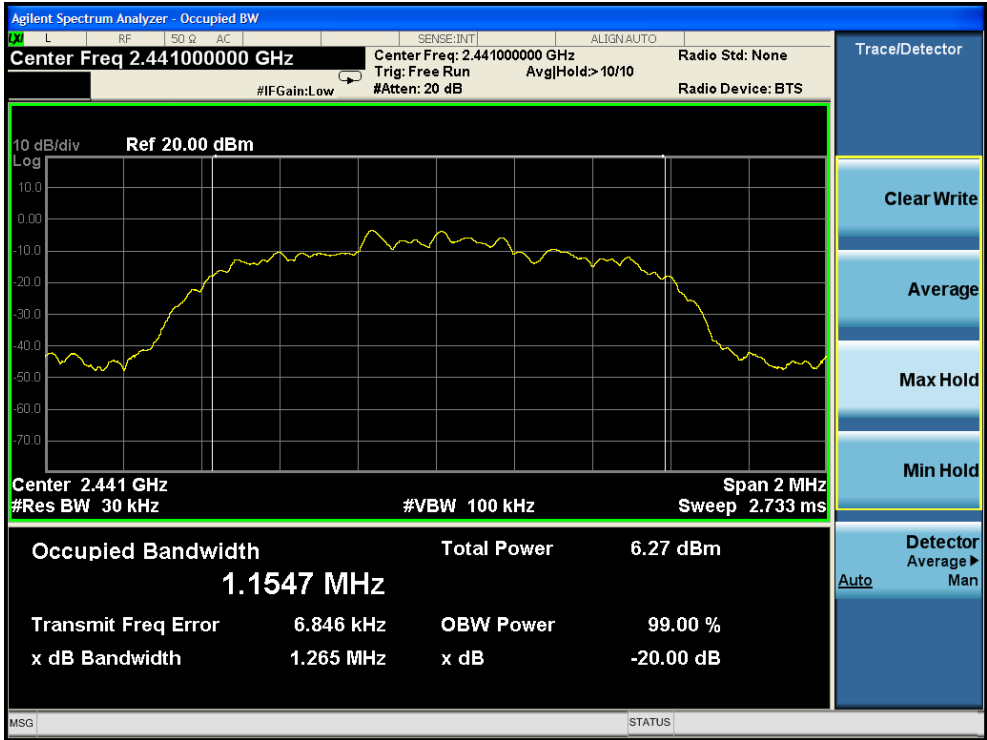 Agilent Spectrum Analyzer - Occupied BW
LXI L RF 50 Ω AC SENSE:INT ALIGN AUTO
Center Freq 2.441000000 GHz
Center Freq: 2.441000000 GHz Radio Std: None
Trig: Free Run Avg|Hold:> 10/10
#IFGain:Low #Atten: 20 dB Radio Device: BTS
10 dB/div Ref 20.00 dBm
Log
10.0
0.00
-10.0
-20.0
-30.0
-40.0
-50.0
-60.0
-70.0
Center 2.441 GHz Span 2 MHz
#Res BW 30 kHz #VBW 100 kHz Sweep 2.733 ms
Occupied Bandwidth Total Power 6.27 dBm
1.1547 MHz
Transmit Freq Error 6.846 kHz OBW Power 99.00 %
x dB Bandwidth 1.265 MHz x dB -20.00 dB
MSG STATUS
Trace/Detector
Clear Write
Average
Max Hold
Min Hold
Detector
Average▶
Auto Man